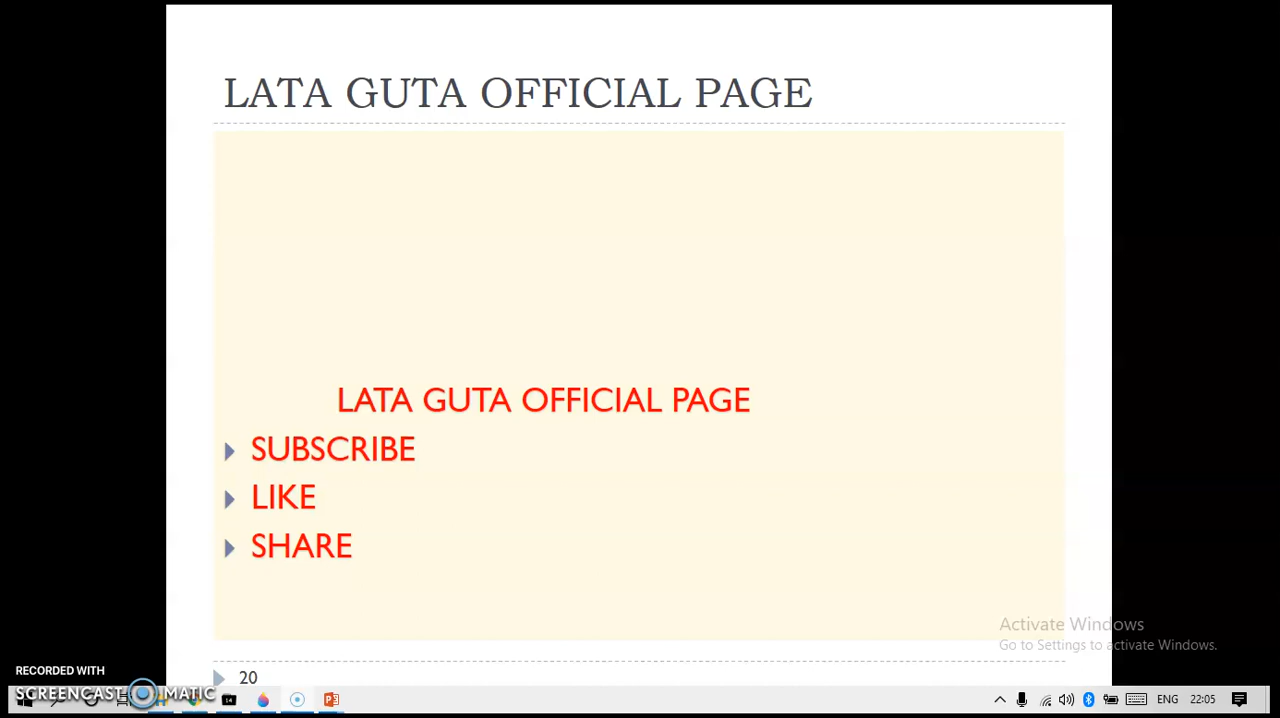 LATA GUTA OFFICIAL PAGE
LATA GUTA OFFICIAL PAGE
SUBSCRIBE
LIKE
SHARE
Activate Windows
Go to Settings to activate Windows.
20
RECORDED WITH
SCREENCAST MATIC
14
ENG
22:05